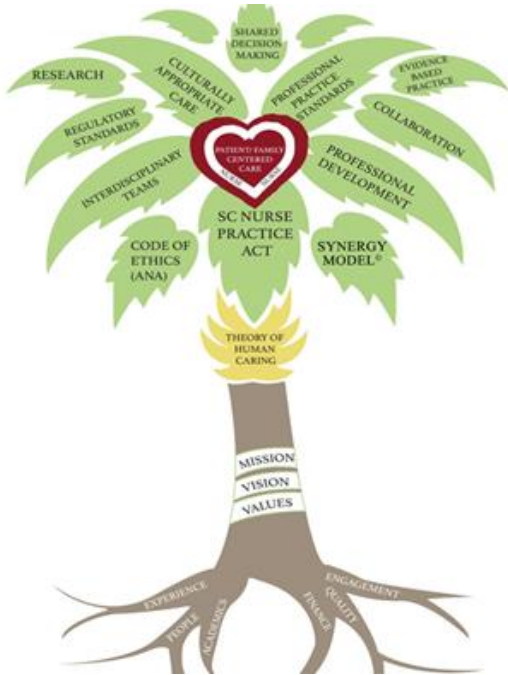 SHARED
DECISION
MAKING
RESEARCH
CULTURALLY
APPROPRIATE
CARE
PROFESSIONAL
PRACTICE
STANDARDS
EVIDENCE
BASED
PRACTICE
REGULATORY
STANDARDS
COLLABORATION
PATIENT/FAMILY
CENTERED
CARE
NURSE NURSE
INTERDISCIPLINARY
TEAMS
PROFESSIONAL
DEVELOPMENT
SC NURSE
PRACTICE
ACT
CODE OF
ETHICS
(ANA)
SYNERGY
MODEL©
THEORY OF
HUMAN
CARING
MISSION
VISION
VALUES
EXPERIENCE
PEOPLE
ACADEMICS
FINANCE
QUALITY
ENGAGEMENT